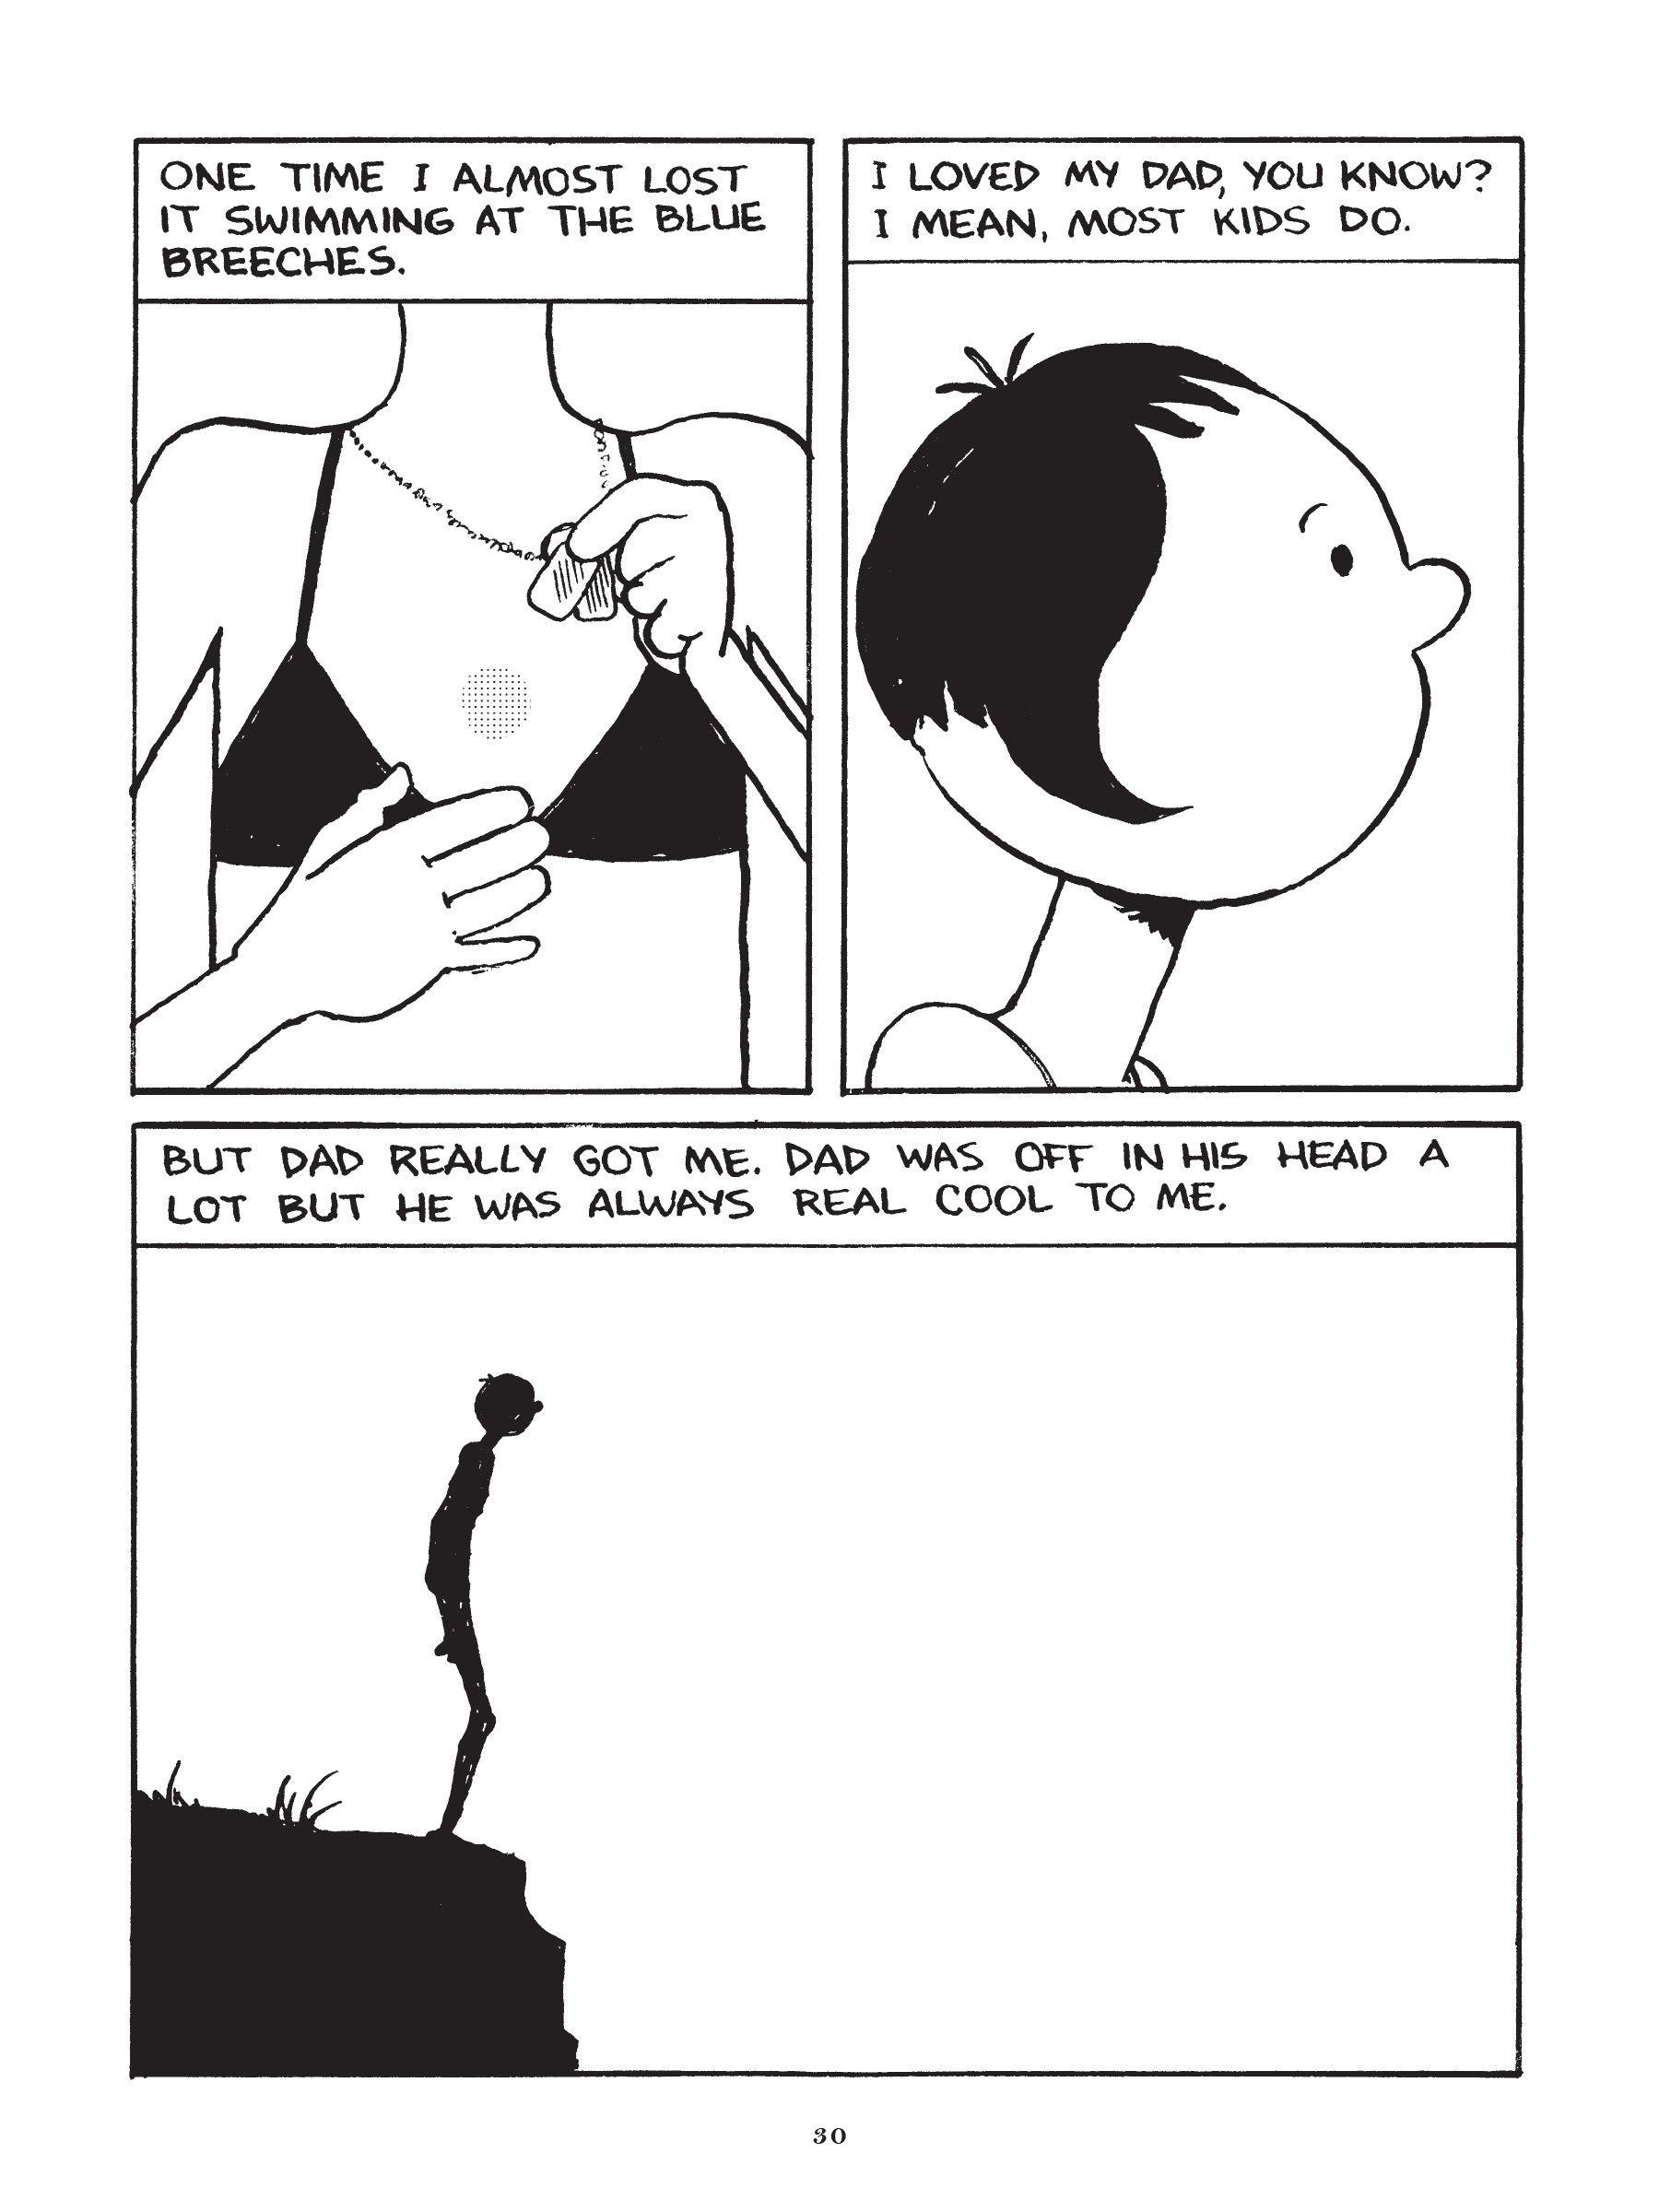 ONE TIME I ALMOST LOST
IT SWIMMING AT THE BLUE
BREECHES.
I LOVED MY DAD, YOU KNOW?
I MEAN, MOST KIDS DO.
BUT DAD REALLY GOT ME. DAD WAS OFF IN HIS HEAD A
LOT BUT HE WAS ALWAYS REAL COOL TO ME.
30